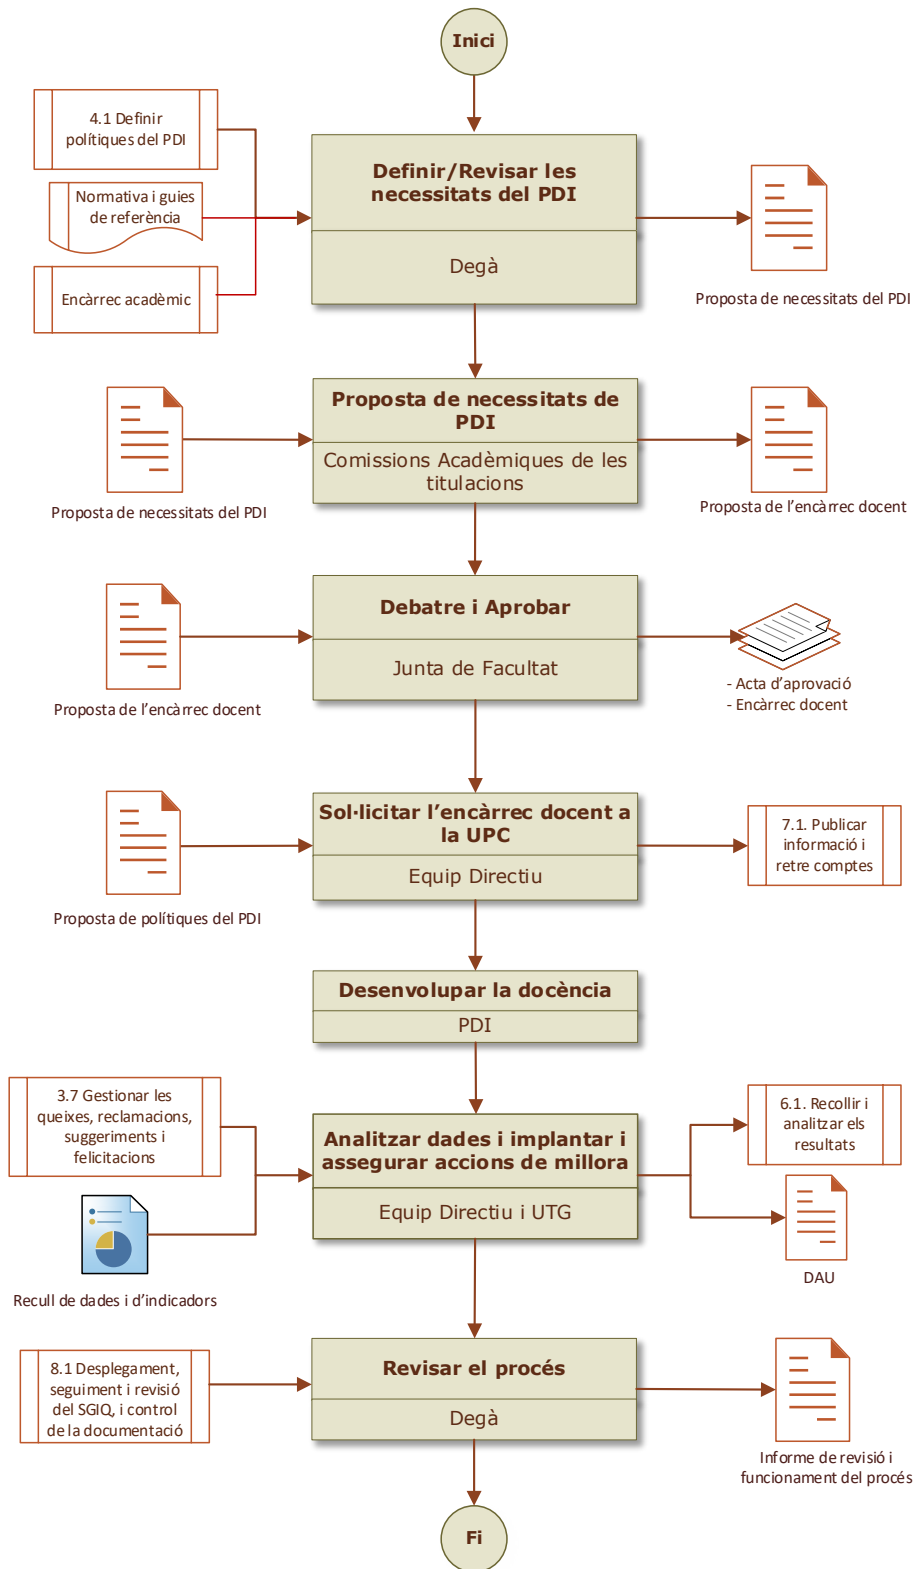 Inici
4.1 Definir
polítiques del PDI
Normativa i guies
de referència
Encàrrec acadèmic
Definir/Revisar les
necessitats del PDI
Degà
Proposta de necessitats del PDI
Proposta de necessitats del PDI
Proposta de necessitats de
PDI
Comissions Acadèmiques de les
titulacions
Proposta de l’encàrrec docent
Proposta de l’encàrrec docent
Debatre i Aprobar
Junta de Facultat
- Acta d’aprovació
- Encàrrec docent
Proposta de polítiques del PDI
Sol·licitar l’encàrrec docent a
la UPC
Equip Directiu
7.1. Publicar
informació i
retre comptes
Desenvolupar la docència
PDI
3.7 Gestionar les
queixes, reclamacions,
suggeriments i
felicitacions
Recull de dades i d’indicadors
Analitzar dades i implantar i
assegurar accions de millora
Equip Directiu i UTG
6.1. Recollir i
analitzar els
resultats
DAU
8.1 Desplegament,
seguiment i revisió
del SGIQ, i control
de la documentació
Revisar el procés
Degà
Informe de revisió i
funcionament del procés
Fi